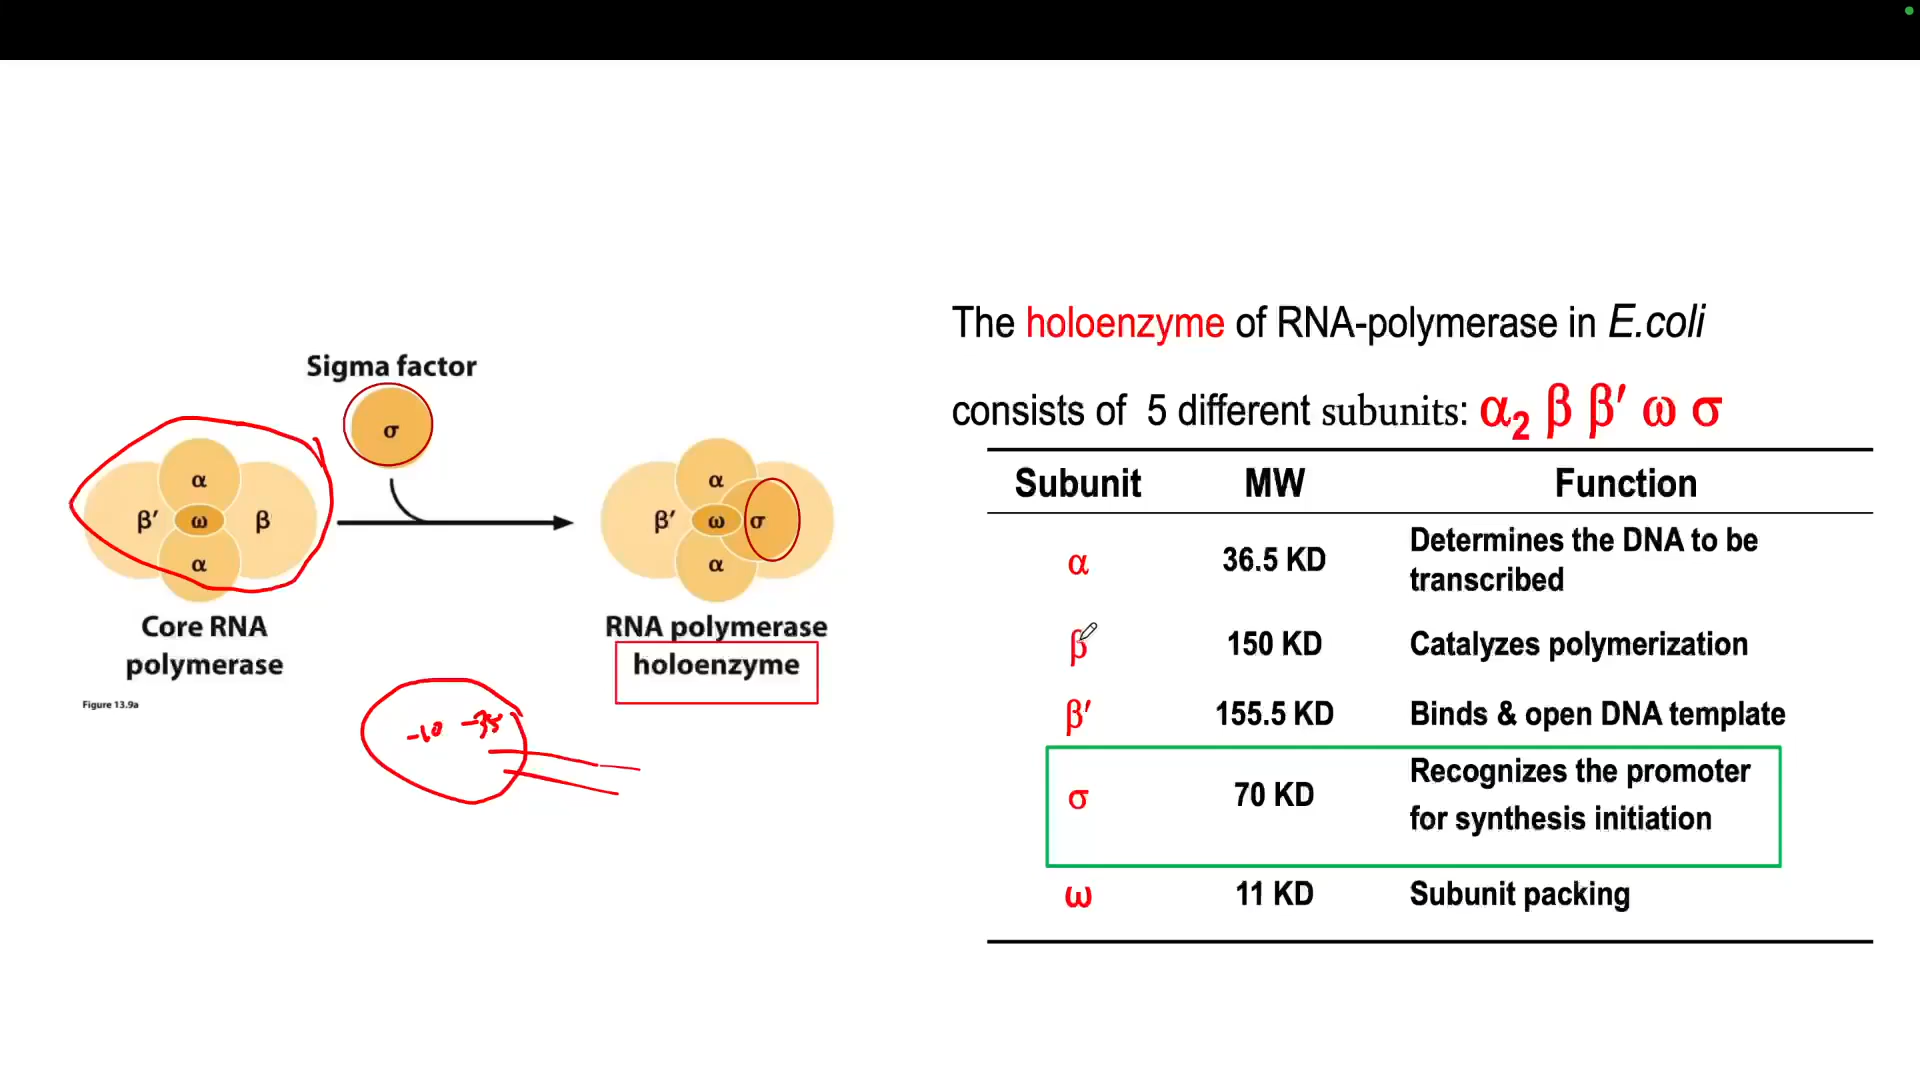 The holoenzyme of RNA-polymerase in E.coli
consists of 5 different subunits: α₂ β β′ ω σ
Sigma factor
σ
α
β′ ω β
α
Core RNA
polymerase
Figure 13.9a
α
β′ ω σ
α
RNA polymerase
holoenzyme
-10 -35
Subunit MW Function
α 36.5 KD Determines the DNA to be
transcribed
β 150 KD Catalyzes polymerization
β′ 155.5 KD Binds & open DNA template
σ 70 KD Recognizes the promoter
for synthesis initiation
ω 11 KD Subunit packing